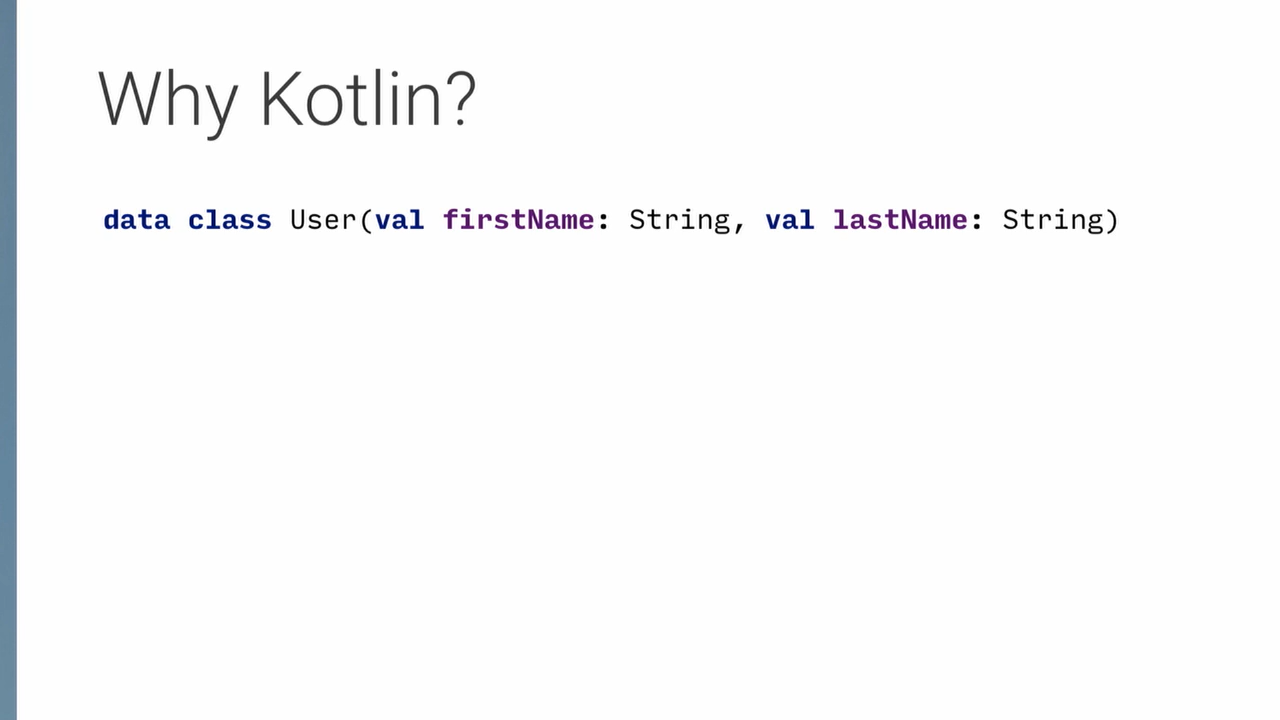 Why Kotlin?
data class User(val firstName: String, val lastName: String)